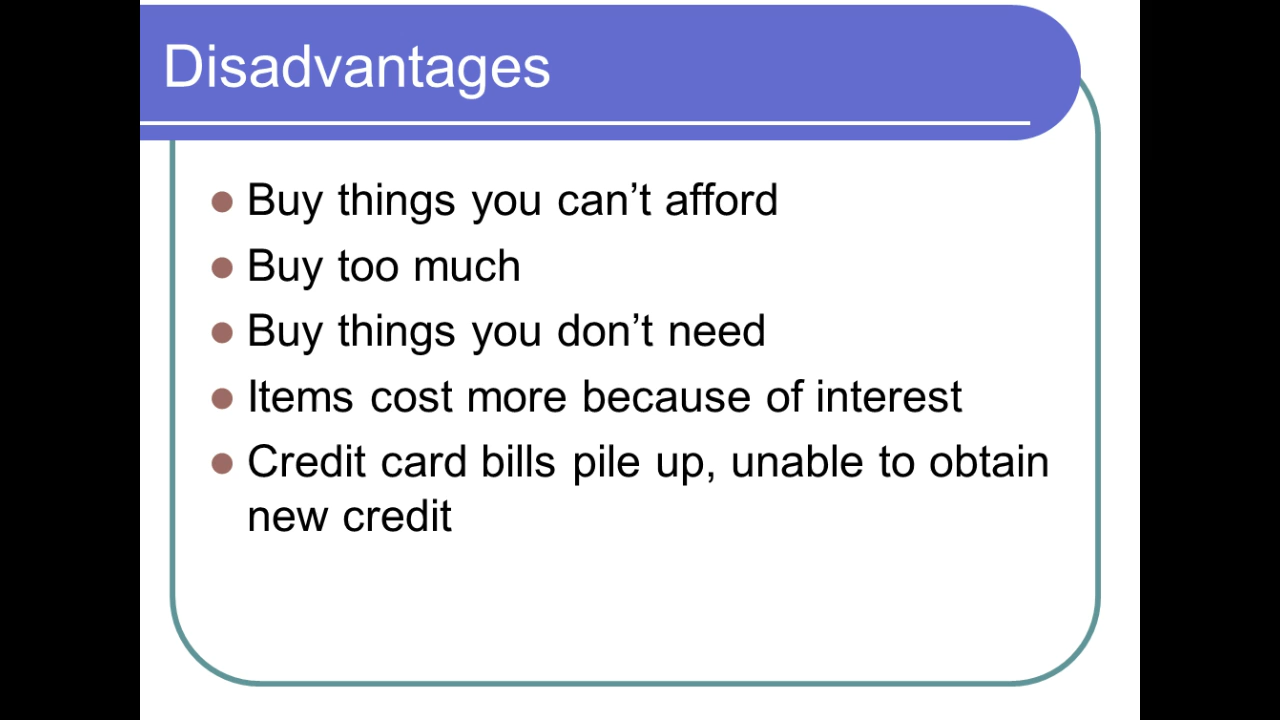 Disadvantages
Buy things you can’t afford
Buy too much
Buy things you don’t need
Items cost more because of interest
Credit card bills pile up, unable to obtain
new credit